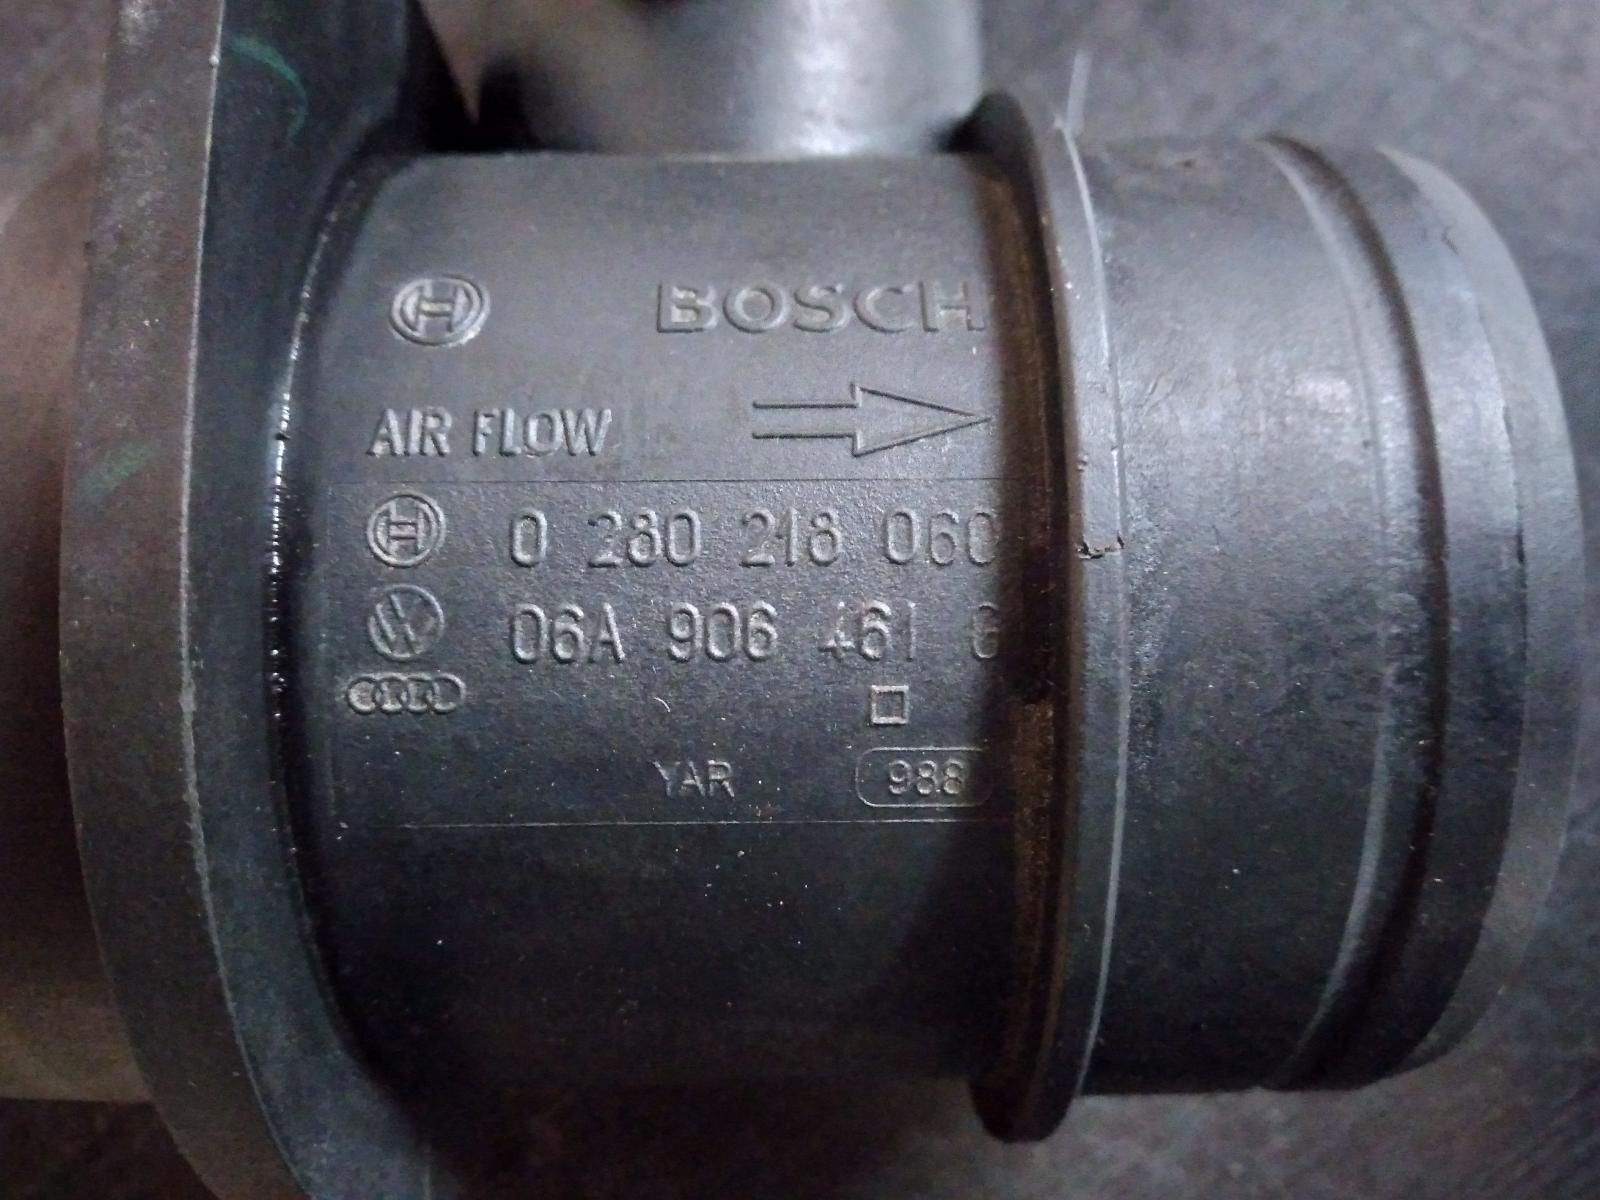 BOSCH
AIR FLOW
0 280 218 060
06A 906 461 G
YAR 988